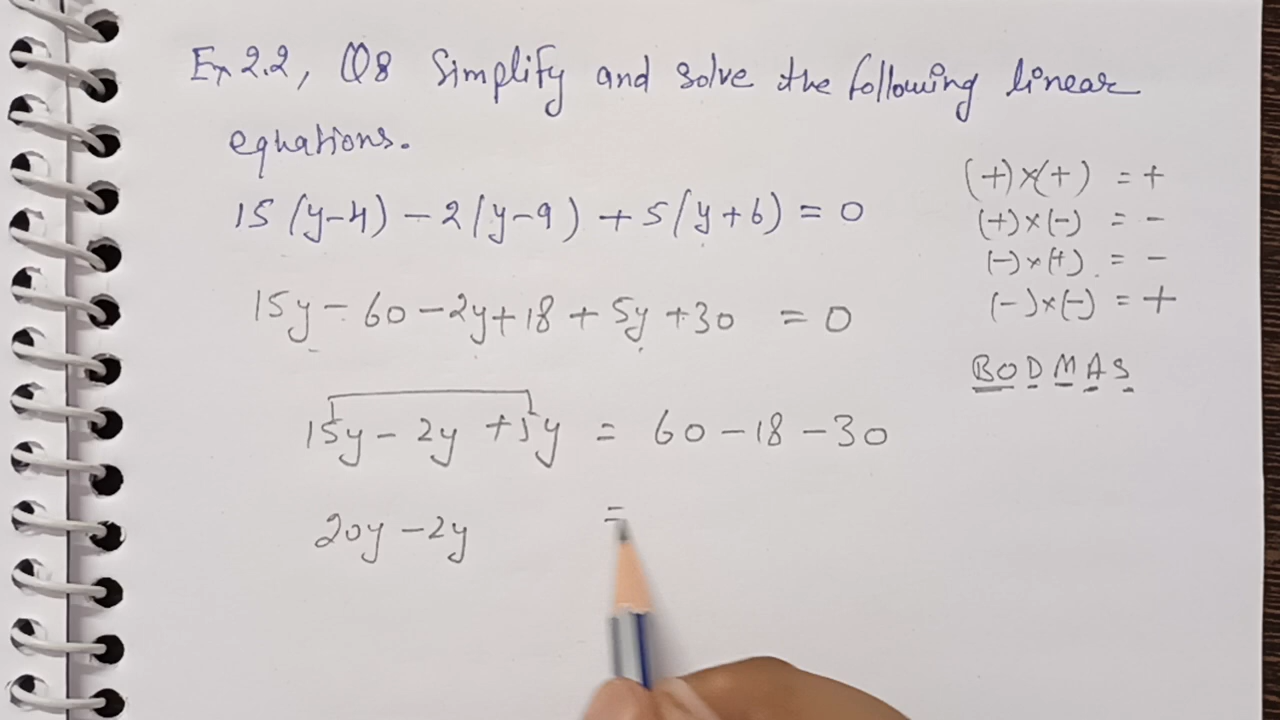 Ex 2.2, Q8 Simplify and solve the following linear
equations.
15 (y-4) - 2 (y-9) + 5 (y+6) = 0
15y - 60 - 2y + 18 + 5y + 30 = 0
15y - 2y + 5y = 60 - 18 - 30
20y - 2y =
(+)×(+) = +
(+)×(-) = -
(-)×(+) = -
(-)×(-) = +
BODMAS